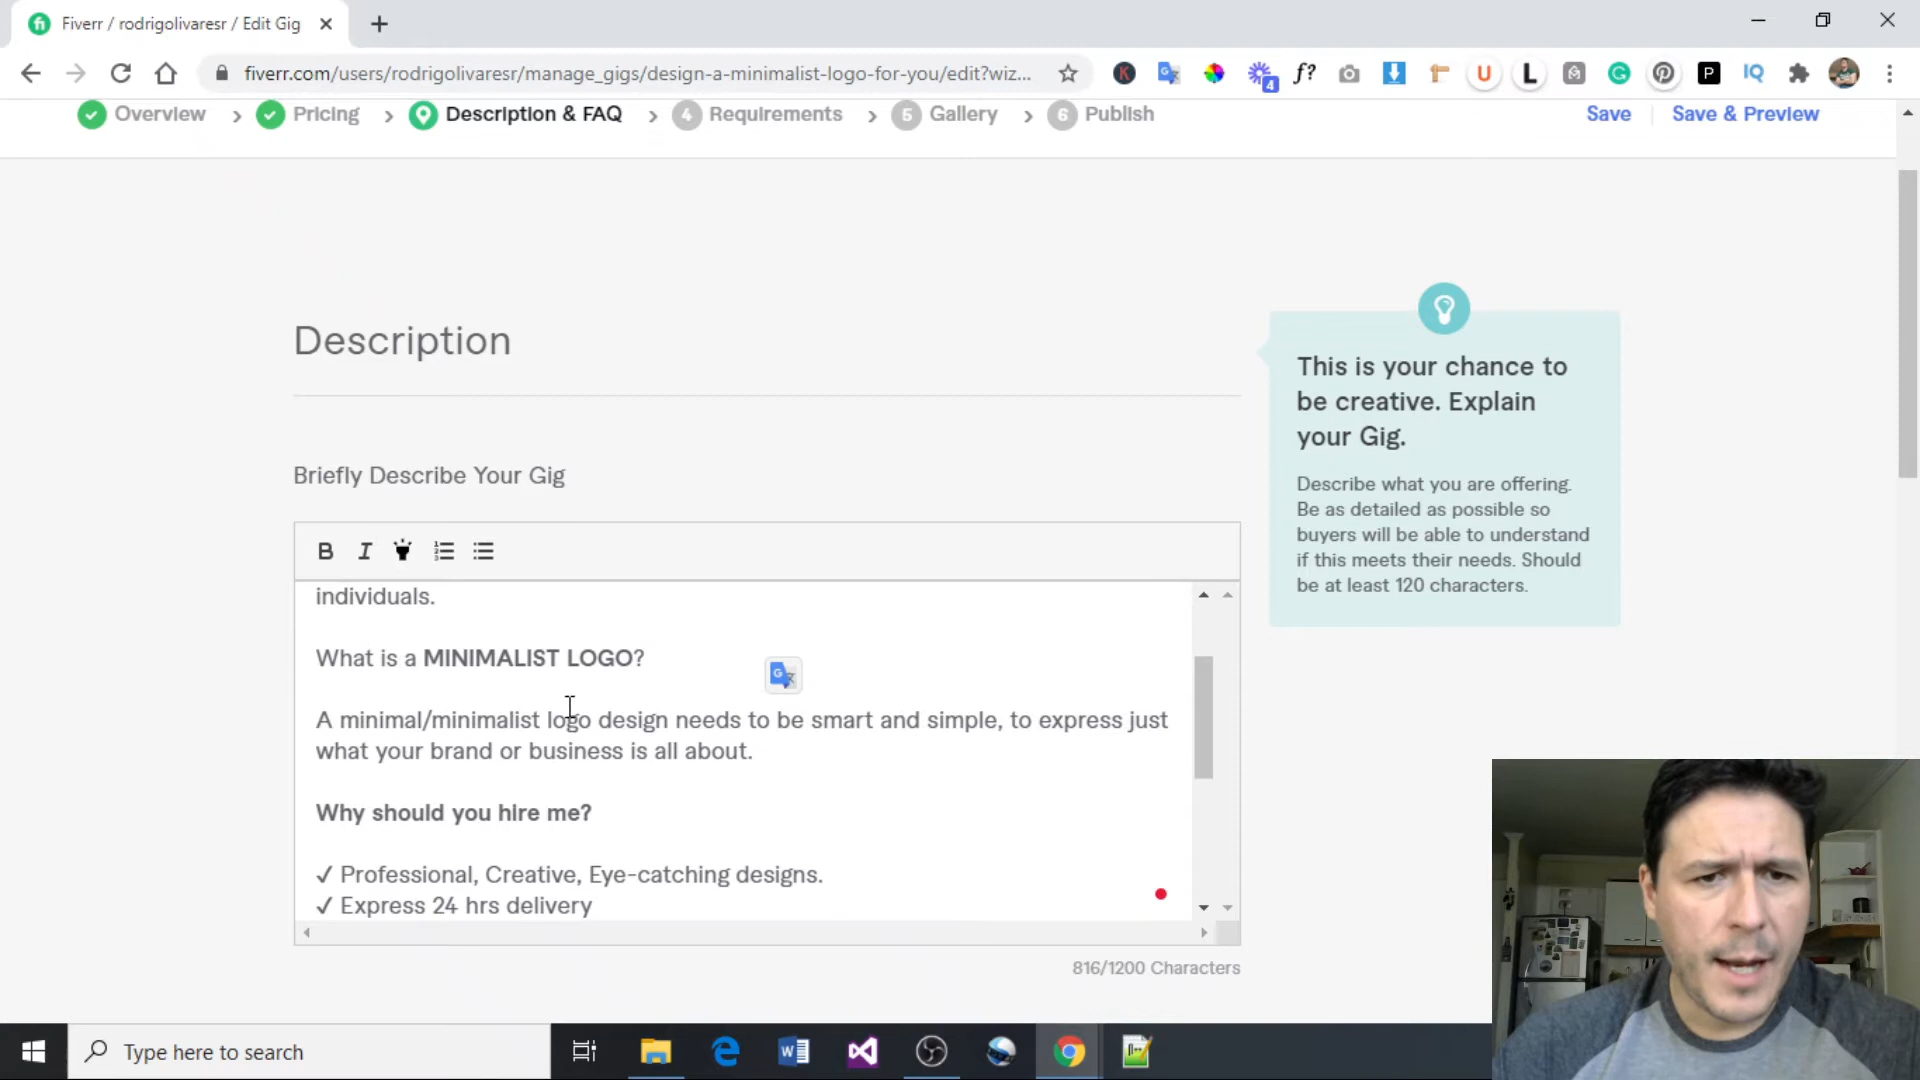 Fiverr / rodrigolivaresr / Edit Gig
fiverr.com/users/rodrigolivaresr/manage_gigs/design-a-minimalist-logo-for-you/edit?wiz...
K
4
f?
U
L
G
P
IQ
Overview
Pricing
Description & FAQ
4 Requirements
5 Gallery
6 Publish
Save
Save & Preview
Description
This is your chance to
be creative. Explain
your Gig.
Describe what you are offering.
Be as detailed as possible so
buyers will be able to understand
if this meets their needs. Should
be at least 120 characters.
Briefly Describe Your Gig
B I
individuals.
What is a MINIMALIST LOGO?
A minimal/minimalist logo design needs to be smart and simple, to express just
what your brand or business is all about.
Why should you hire me?
✓ Professional, Creative, Eye-catching designs.
✓ Express 24 hrs delivery
816/1200 Characters
Type here to search